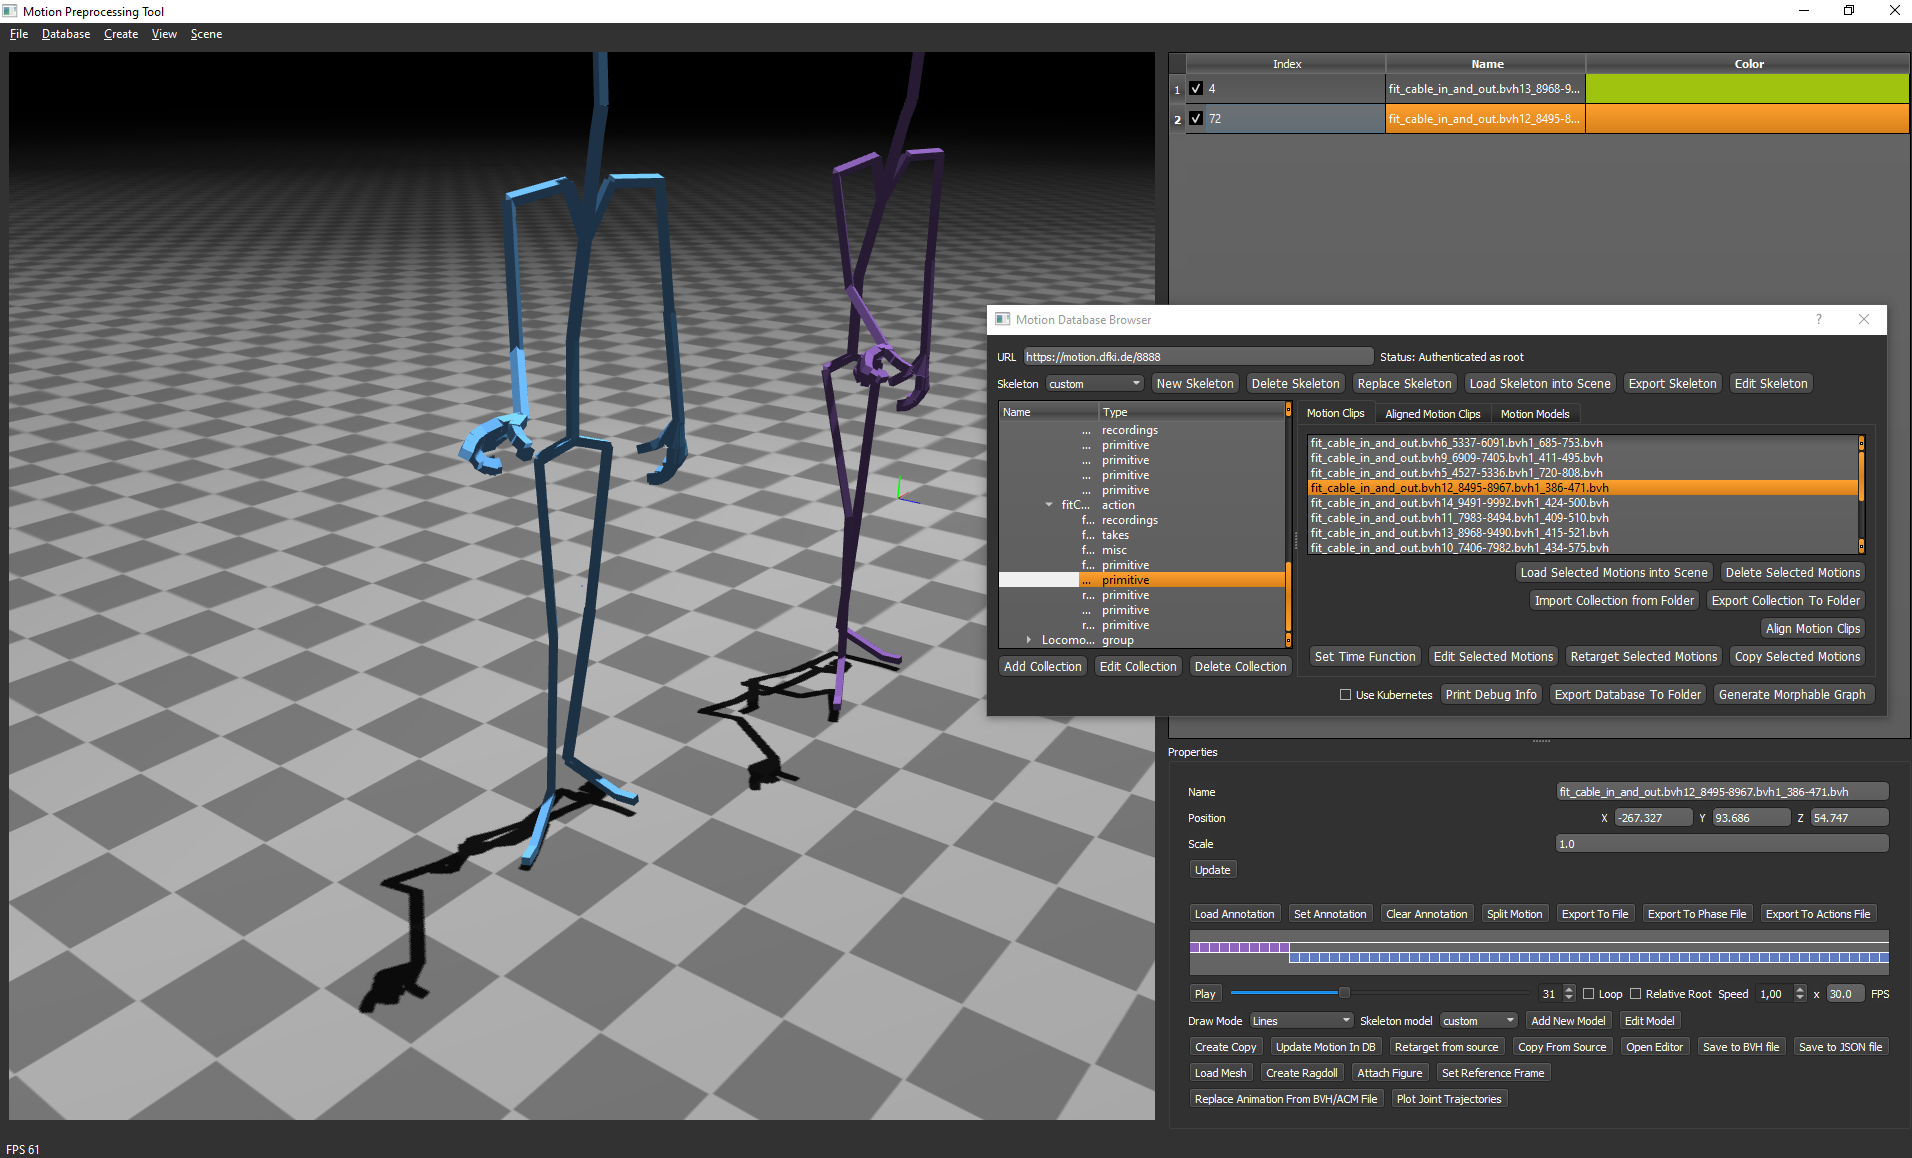 Motion Preprocessing Tool
File Database Create View Scene
Index Name Color
1 4 fit_cable_in_and_out.bvh13_8968-9...
2 72 fit_cable_in_and_out.bvh12_8495-8...
Motion Database Browser ?
URL https://motion.dfki.de/8888 Status: Authenticated as root
Skeleton custom New Skeleton Delete Skeleton Replace Skeleton Load Skeleton into Scene Export Skeleton Edit Skeleton
Name Type
... recordings
... primitive
... primitive
... primitive
... primitive
fitC... action
f... recordings
f... takes
f... misc
f... primitive
... primitive
r... primitive
... primitive
r... primitive
Locomo... group
Add Collection Edit Collection Delete Collection
Motion Clips Aligned Motion Clips Motion Models
fit_cable_in_and_out.bvh6_5337-6091.bvh1_685-753.bvh
fit_cable_in_and_out.bvh9_6909-7405.bvh1_411-495.bvh
fit_cable_in_and_out.bvh5_4527-5336.bvh1_720-808.bvh
fit_cable_in_and_out.bvh12_8495-8967.bvh1_386-471.bvh
fit_cable_in_and_out.bvh14_9491-9992.bvh1_424-500.bvh
fit_cable_in_and_out.bvh11_7983-8494.bvh1_409-510.bvh
fit_cable_in_and_out.bvh13_8968-9490.bvh1_415-521.bvh
fit_cable_in_and_out.bvh10_7406-7982.bvh1_434-575.bvh
Load Selected Motions into Scene Delete Selected Motions
Import Collection from Folder Export Collection To Folder
Align Motion Clips
Set Time Function Edit Selected Motions Retarget Selected Motions Copy Selected Motions
Use Kubernetes Print Debug Info Export Database To Folder Generate Morphable Graph
Properties
Name fit_cable_in_and_out.bvh12_8495-8967.bvh1_386-471.bvh
Position X -267.327 Y 93.686 Z 54.747
Scale 1.0
Update
Load Annotation Set Annotation Clear Annotation Split Motion Export To File Export To Phase File Export To Actions File
Play 31 Loop Relative Root Speed 1,00 x 30.0 FPS
Draw Mode Lines Skeleton model custom Add New Model Edit Model
Create Copy Update Motion In DB Retarget from source Copy From Source Open Editor Save to BVH file Save to JSON file
Load Mesh Create Ragdoll Attach Figure Set Reference Frame
Replace Animation From BVH/ACM File Plot Joint Trajectories
FPS 61